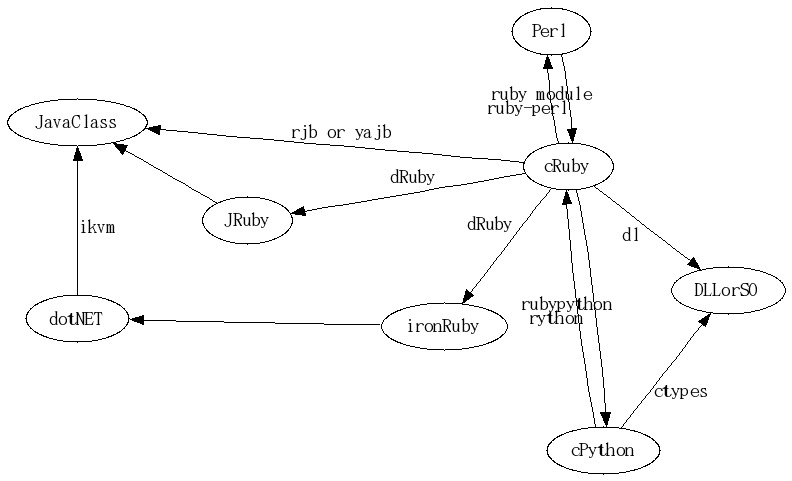 Perl
ruby module
ruby-perl
JavaClass
rjb or yajb
cRuby
dRuby
JRuby
dRuby
ikvm
dl
DLLorSO
rubypython
rython
dotNET
ironRuby
ctypes
cPython